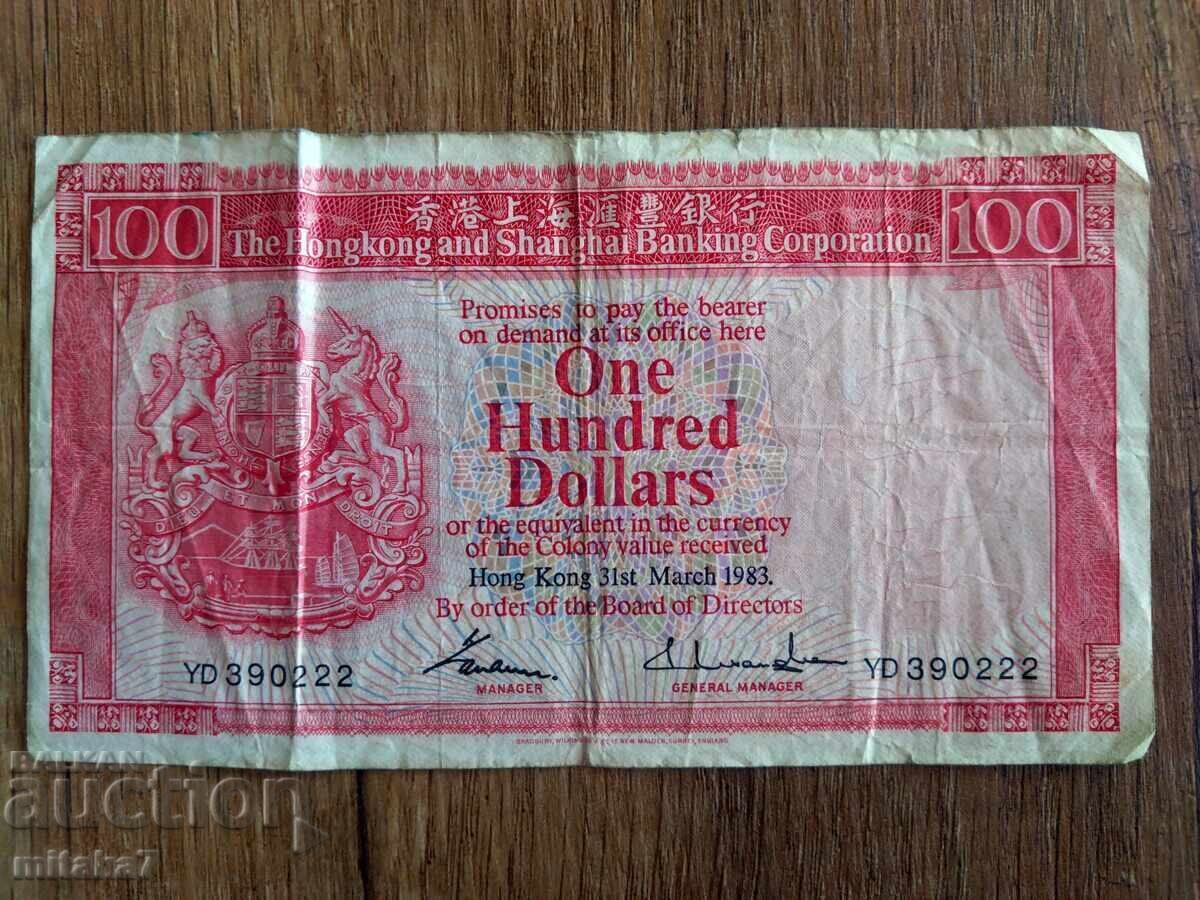 香港上海滙豐銀行
100 The Hongkong and Shanghai Banking Corporation 100
Promises to pay the bearer
on demand at its office here
One
Hundred
Dollars
or the equivalent in the currency
of the Colony value received
Hong Kong 31st March 1983.
By order of the Board of Directors
DIEU ET MON DROIT
YD 390222
MANAGER
GENERAL MANAGER
YD 390222
BALKAN
auction
mitaka7